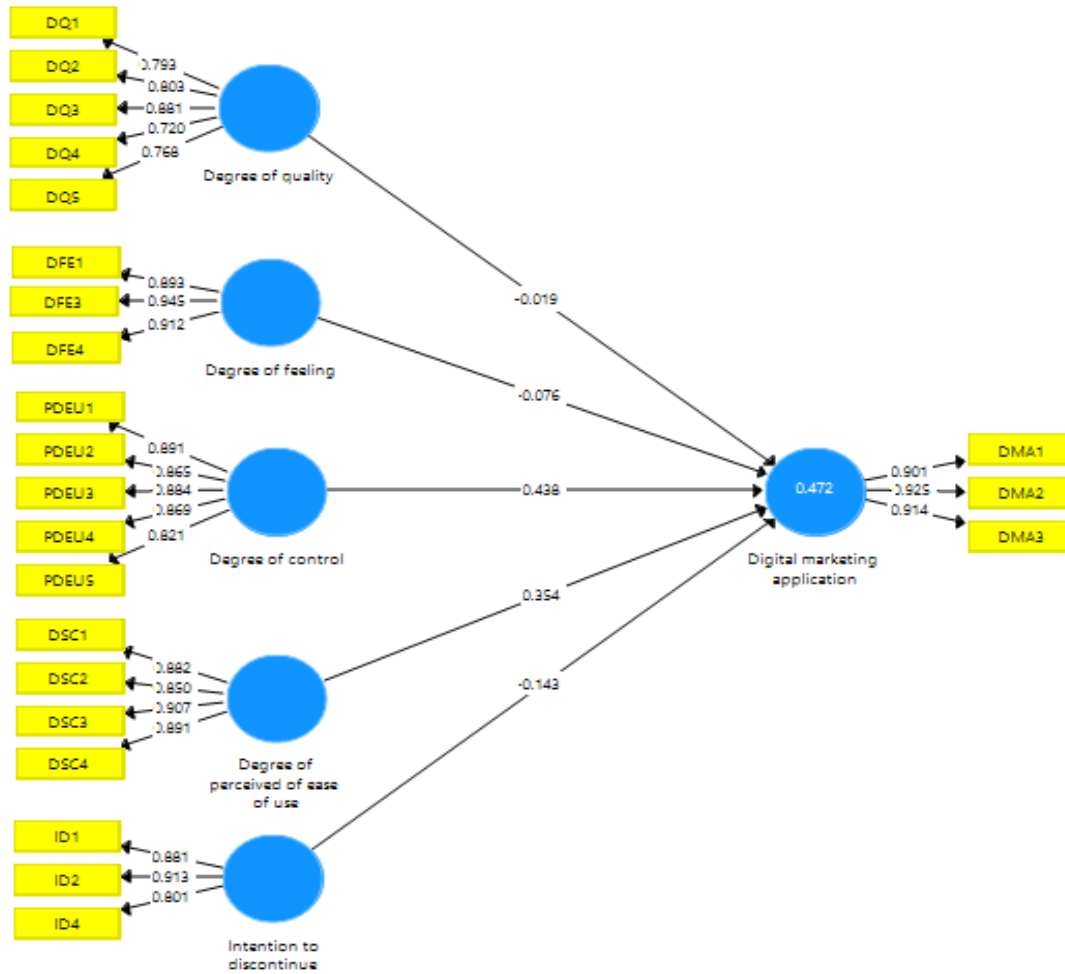 DQ1
DQ2
DQ3
DQ4
DQ5
0.793
0.803
0.881
0.720
0.768
Degree of quality
-0.019
DFE1
DFE3
DFE4
0.893
0.945
0.912
Degree of feeling
-0.076
PDEU1
PDEU2
PDEU3
PDEU4
PDEU5
0.891
0.865
0.884
0.869
0.821
Degree of control
0.438
0.472
Digital marketing
application
0.901
0.925
0.914
DMA1
DMA2
DMA3
DSC1
DSC2
DSC3
DSC4
0.882
0.850
0.907
0.891
Degree of
perceived of ease
of use
0.354
ID1
ID2
ID4
0.881
0.913
0.801
Intention to
discontinue
-0.143